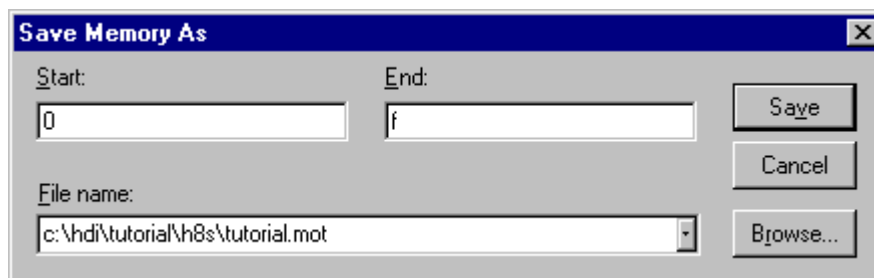 Save Memory As
Start: End:
0 f
Save
Cancel
File name:
c:\hdi\tutorial\h8s\tutorial.mot
Browse...